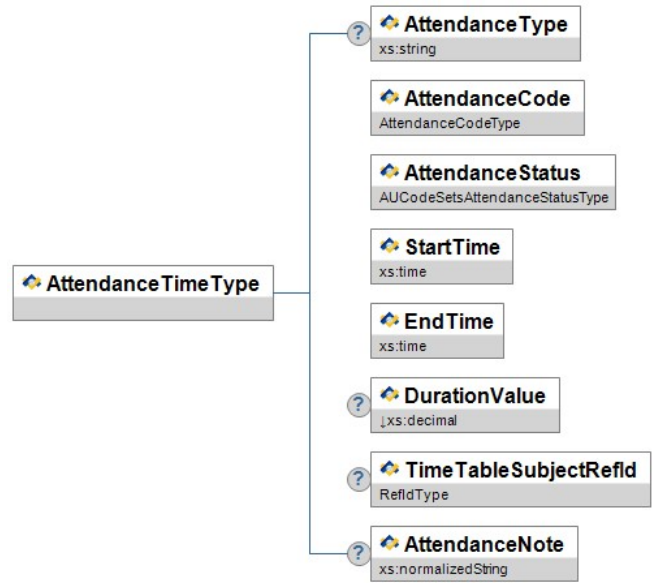 ?
AttendanceType
xs:string
AttendanceCode
AttendanceCodeType
AttendanceStatus
AUCodeSetsAttendanceStatusType
StartTime
xs:time
AttendanceTimeType
EndTime
xs:time
?
DurationValue
↓xs:decimal
?
TimeTableSubjectRefId
RefIdType
?
AttendanceNote
xs:normalizedString